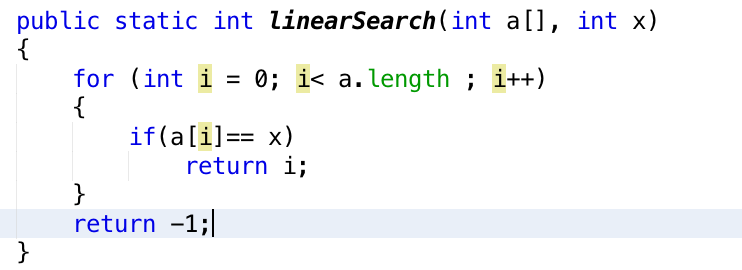 public static int linearSearch(int a[], int x)
{
    for (int i = 0; i< a.length ; i++)
    {
        if(a[i]== x)
            return i;
    }
    return -1;
}